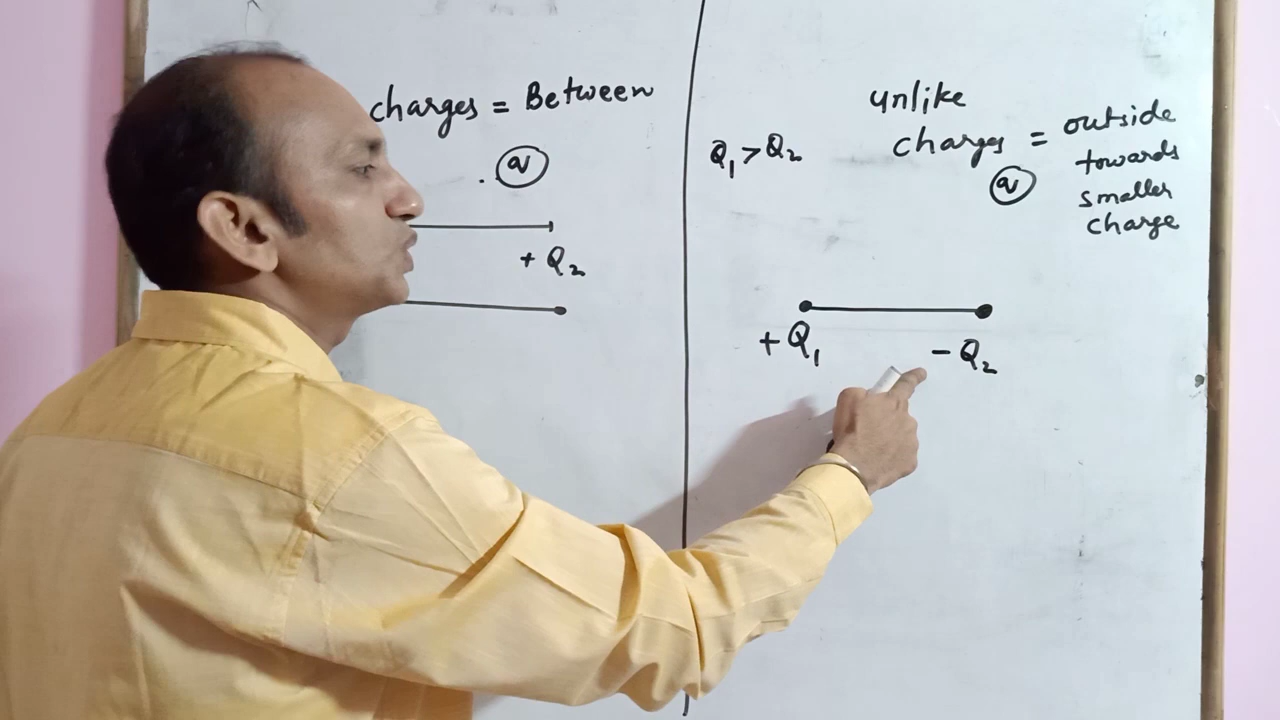 charges = Between
q
+ Q₂
unlike
charges = outside
towards
smaller
charge
q
Q₁ > Q₂
+ Q₁
- Q₂